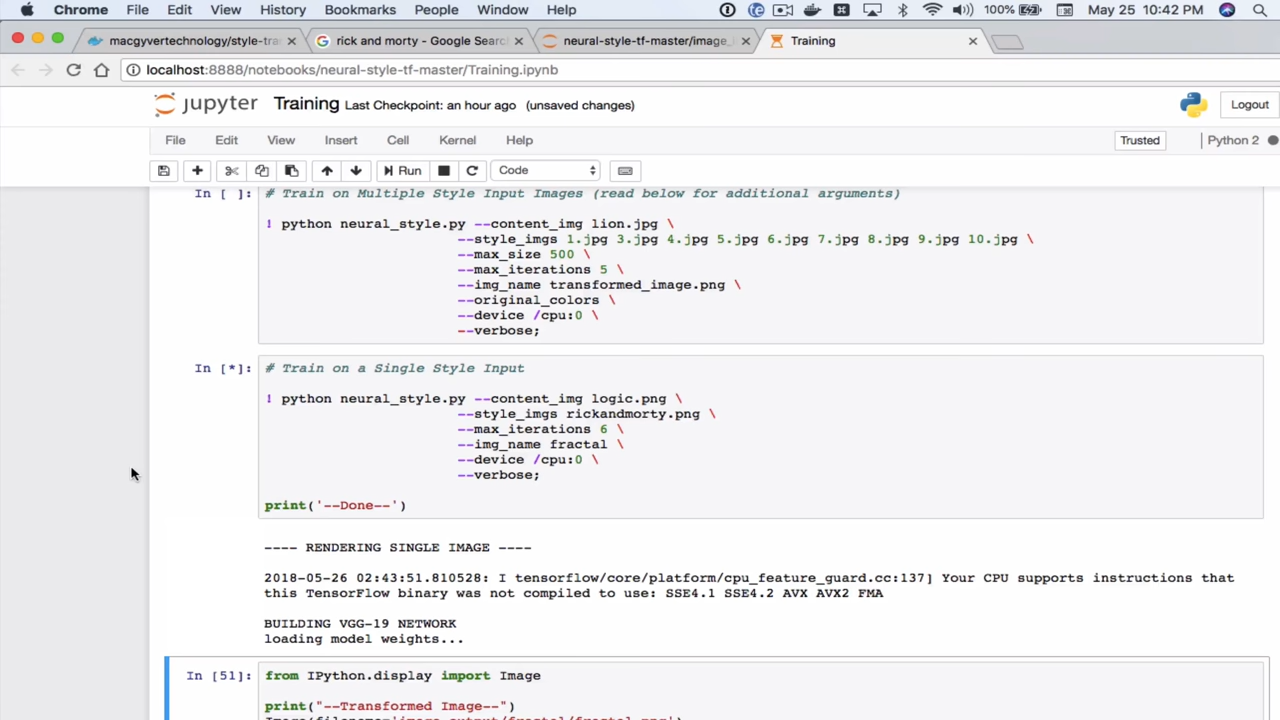 Chrome File Edit View History Bookmarks People Window Help 100% May 25 10:42 PM
macgyvertechnology/style-tra
rick and morty - Google Searc
neural-style-tf-master/image_
Training
localhost:8888/notebooks/neural-style-tf-master/Training.ipynb
jupyter Training Last Checkpoint: an hour ago (unsaved changes) Logout
File Edit View Insert Cell Kernel Help Trusted Python 2
Run Code
In [ ]: # Train on Multiple Style Input Images (read below for additional arguments)
! python neural_style.py --content_img lion.jpg \
--style_imgs 1.jpg 3.jpg 4.jpg 5.jpg 6.jpg 7.jpg 8.jpg 9.jpg 10.jpg \
--max_size 500 \
--max_iterations 5 \
--img_name transformed_image.png \
--original_colors \
--device /cpu:0 \
--verbose;
In [*]: # Train on a Single Style Input
! python neural_style.py --content_img logic.png \
--style_imgs rickandmorty.png \
--max_iterations 6 \
--img_name fractal \
--device /cpu:0 \
--verbose;
print('--Done--')
---- RENDERING SINGLE IMAGE ----
2018-05-26 02:43:51.810528: I tensorflow/core/platform/cpu_feature_guard.cc:137] Your CPU supports instructions that
this TensorFlow binary was not compiled to use: SSE4.1 SSE4.2 AVX AVX2 FMA
BUILDING VGG-19 NETWORK
loading model weights...
In [51]: from IPython.display import Image
print("--Transformed Image--")
Image(filename='image_output/fractal/fractal.png')